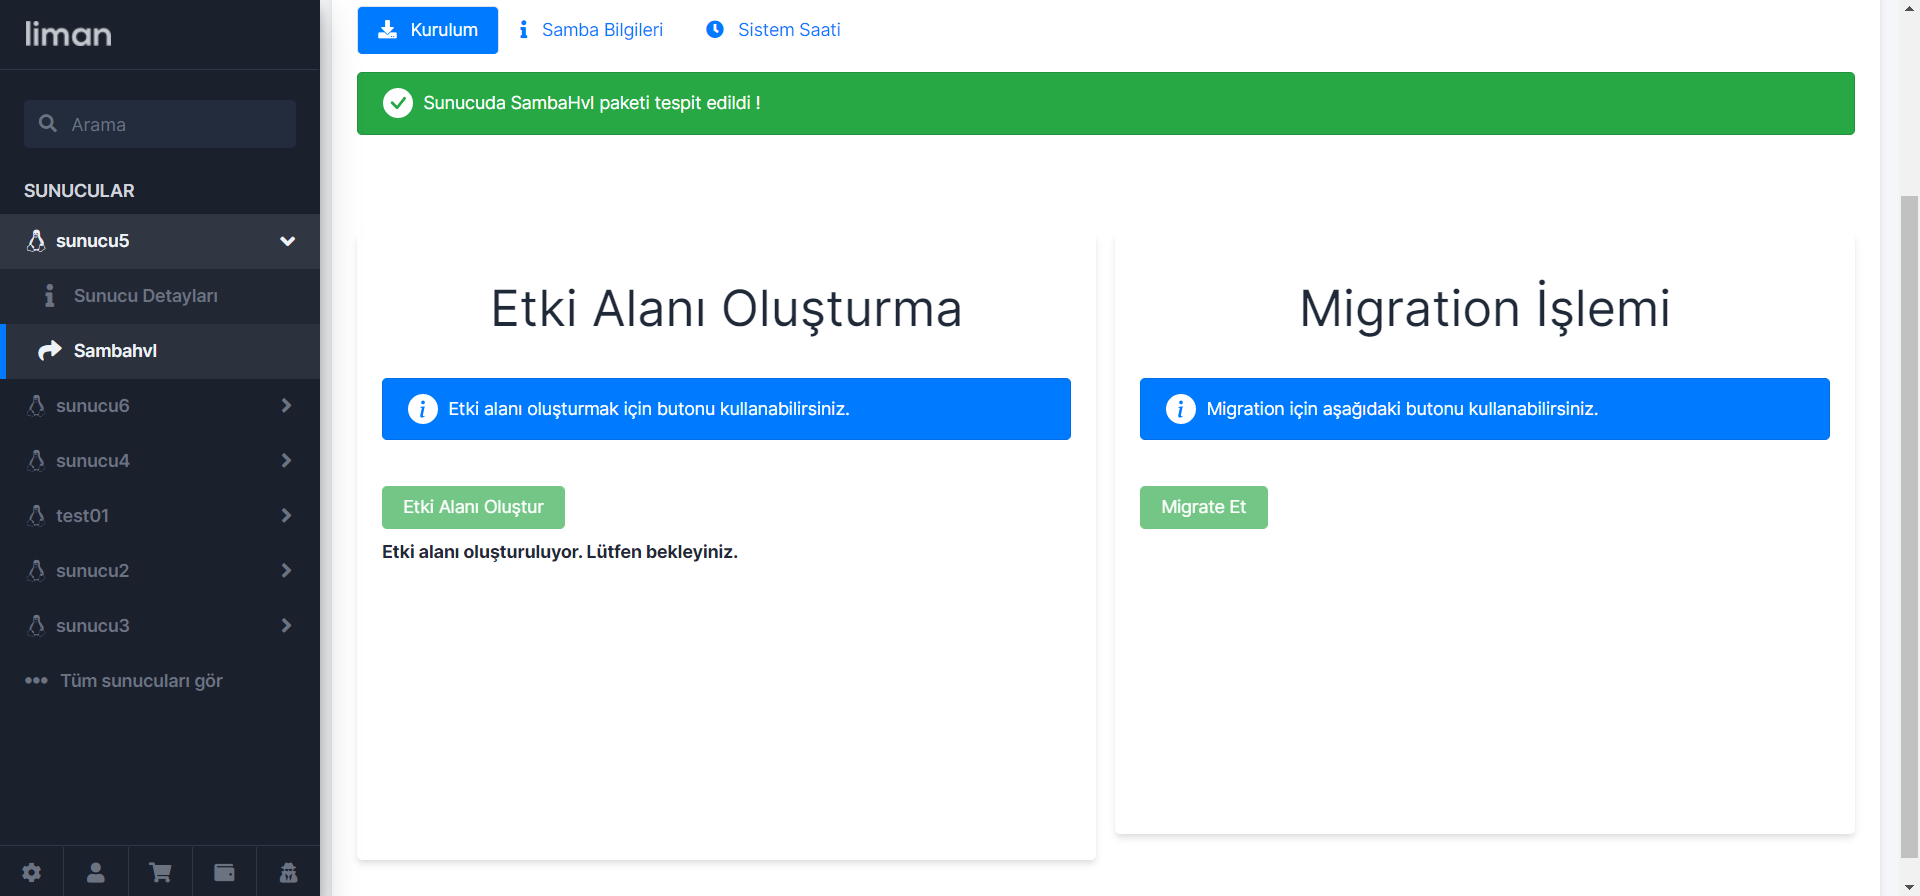 liman
Arama
SUNUCULAR
sunucu5
Sunucu Detayları
Sambahvl
sunucu6
sunucu4
test01
sunucu2
sunucu3
Tüm sunucuları gör
Kurulum
Samba Bilgileri
Sistem Saati
Sunucuda SambaHvl paketi tespit edildi !
Etki Alanı Oluşturma
Etki alanı oluşturmak için butonu kullanabilirsiniz.
Etki Alanı Oluştur
Etki alanı oluşturuluyor. Lütfen bekleyiniz.
Migration İşlemi
Migration için aşağıdaki butonu kullanabilirsiniz.
Migrate Et